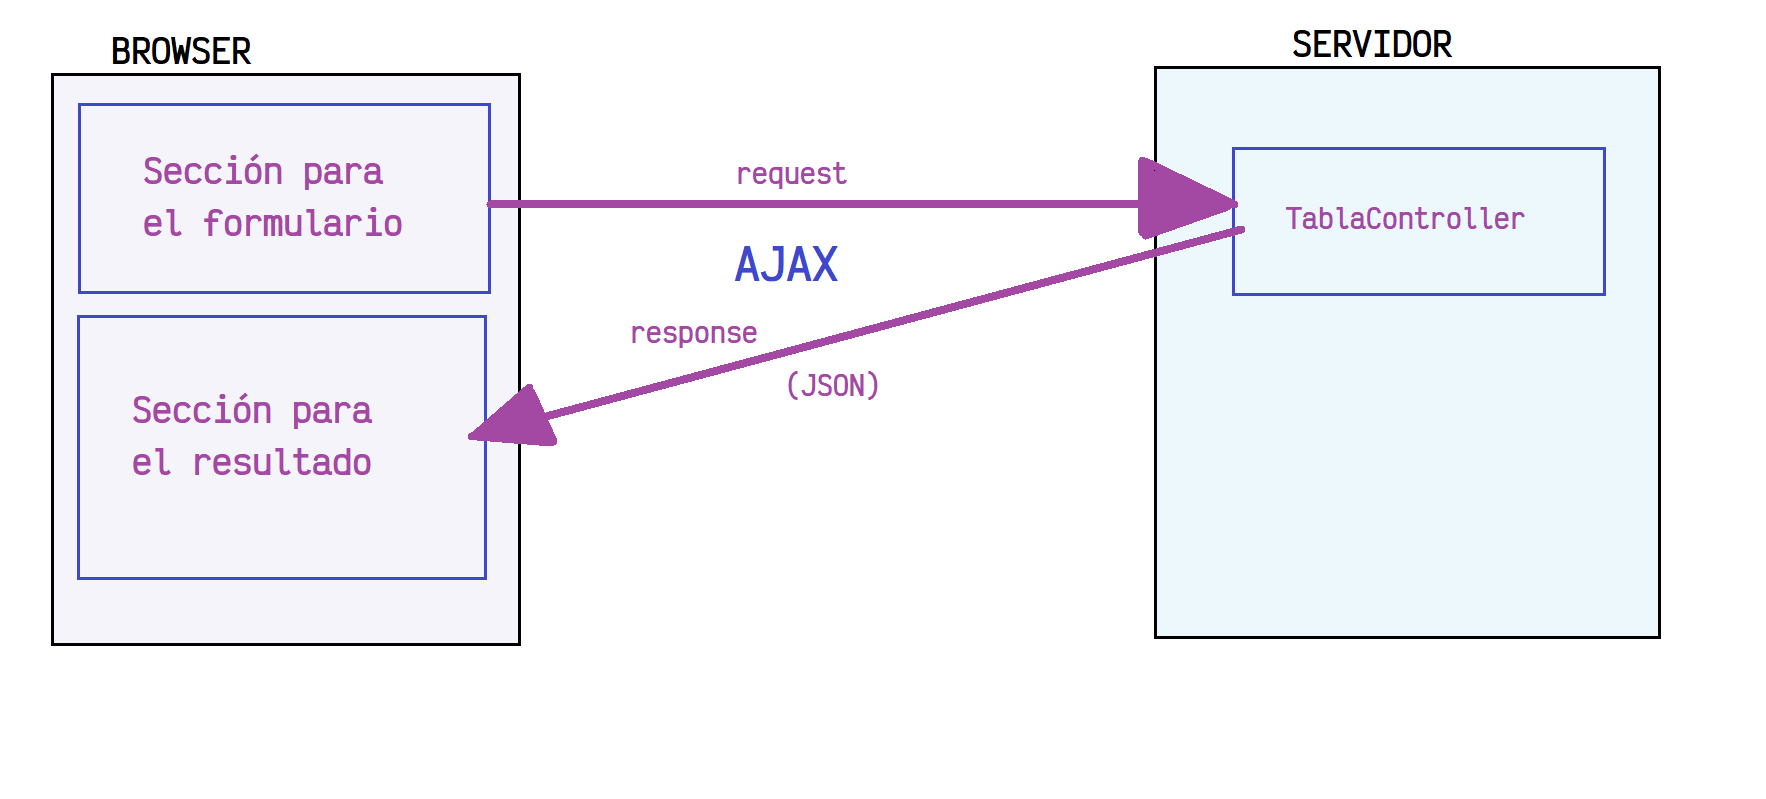 BROWSER
SERVIDOR
Sección para
el formulario
request
TablaController
AJAX
response
(JSON)
Sección para
el resultado